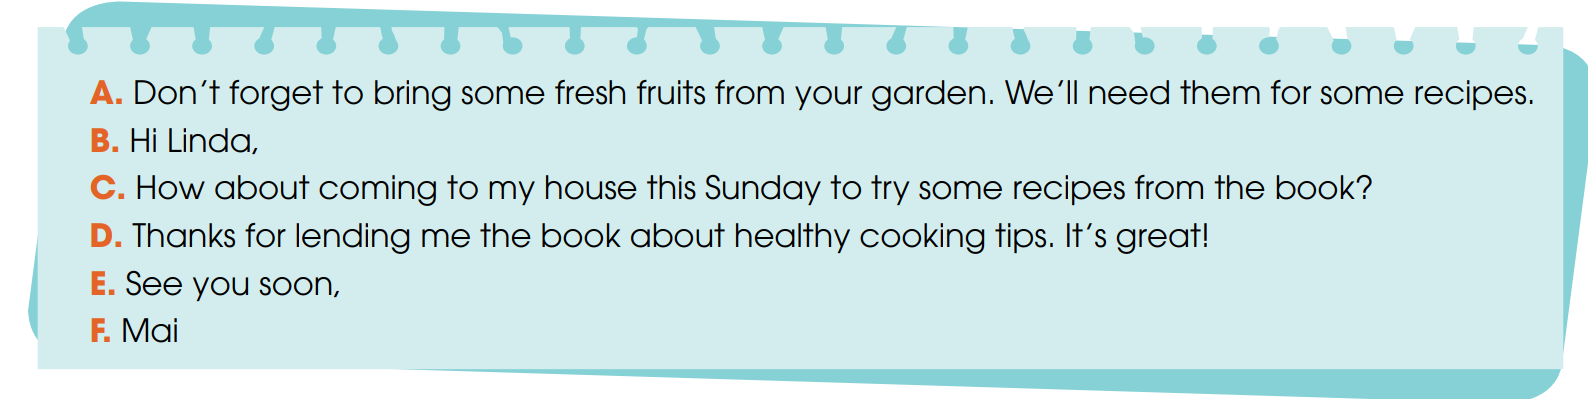 A. Don’t forget to bring some fresh fruits from your garden. We’ll need them for some recipes.
B. Hi Linda,
C. How about coming to my house this Sunday to try some recipes from the book?
D. Thanks for lending me the book about healthy cooking tips. It’s great!
E. See you soon,
F. Mai